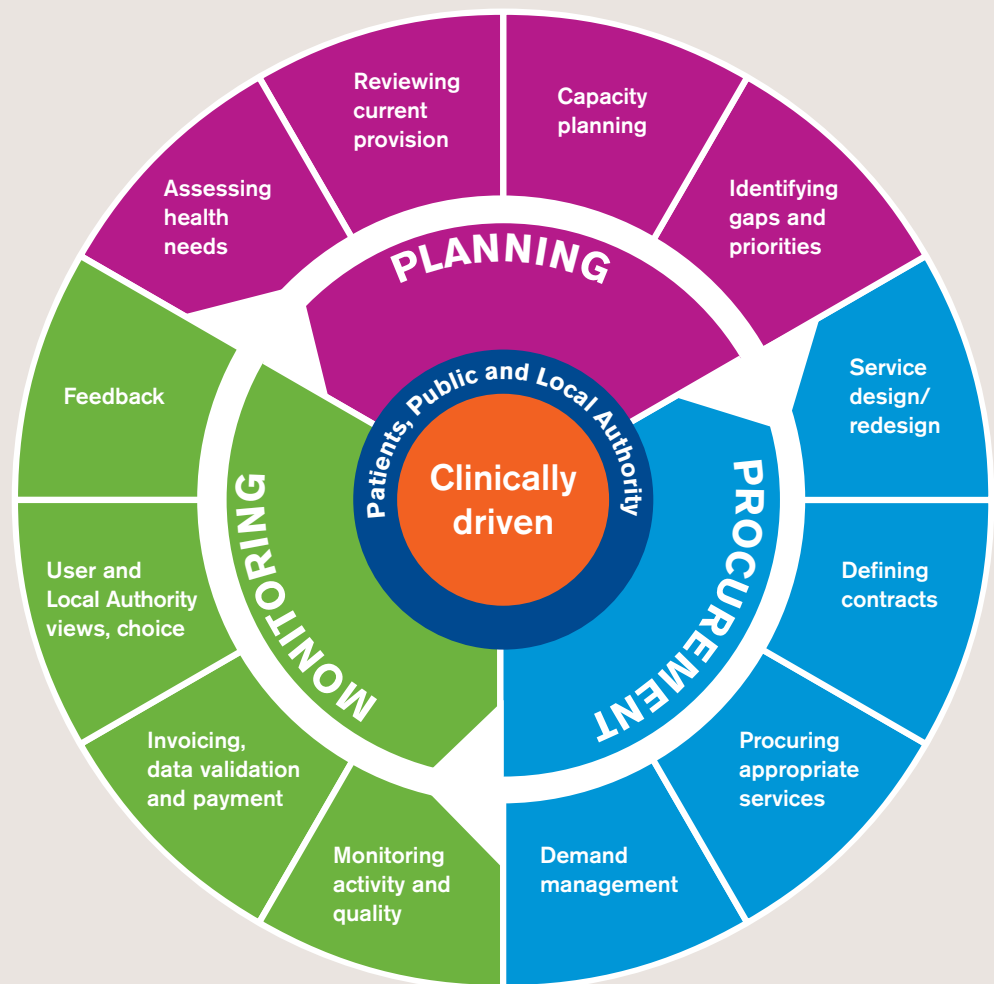 Reviewing
current
provision
Capacity
planning
Assessing
health
needs
Identifying
gaps and
priorities
PLANNING
Feedback
Service
design/
redesign
Patients, Public and Local Authority
Clinically
driven
MONITORING
PROCUREMENT
User and
Local Authority
views, choice
Defining
contracts
Invoicing,
data validation
and payment
Procuring
appropriate
services
Monitoring
activity and
quality
Demand
management